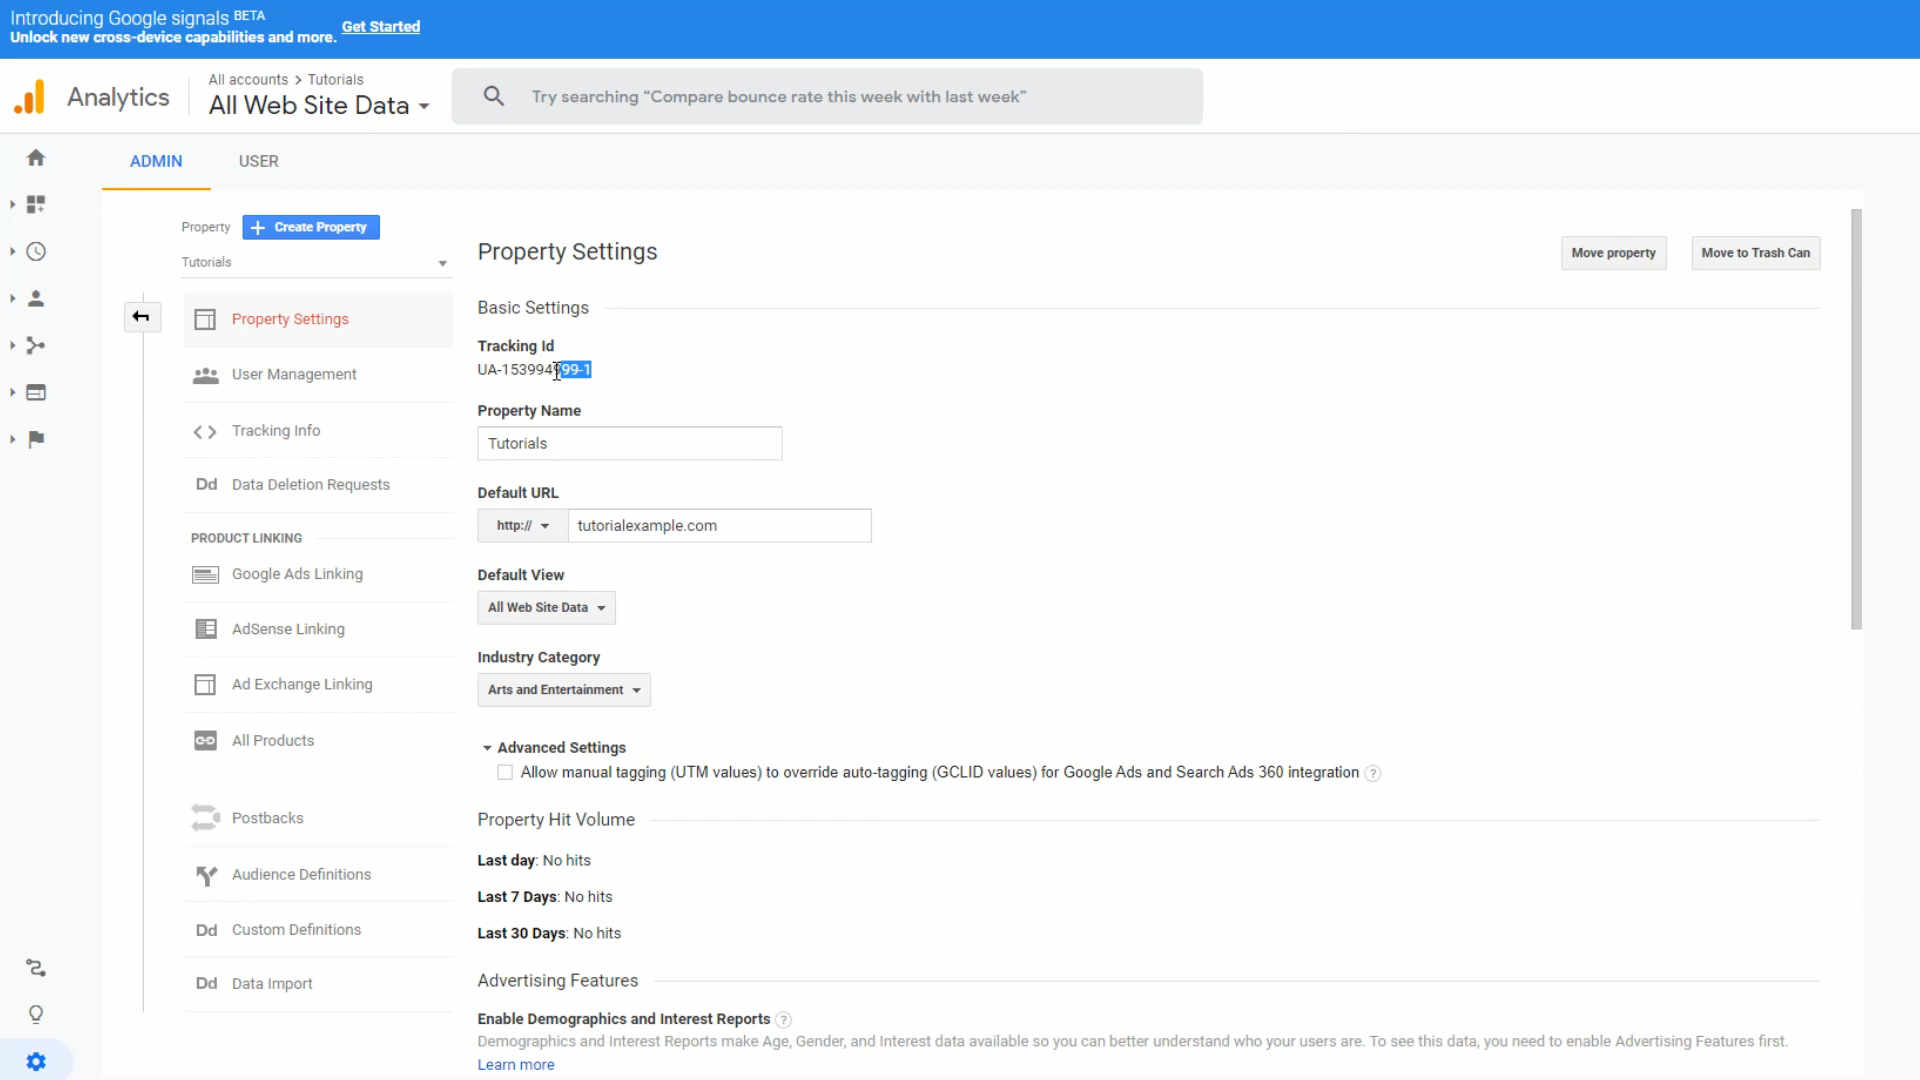 Introducing Google signals BETA
Unlock new cross-device capabilities and more. Get Started
Analytics
All accounts > Tutorials
All Web Site Data
Try searching “Compare bounce rate this week with last week”
ADMIN
USER
Property
Create Property
Tutorials
Property Settings
User Management
Tracking Info
Dd Data Deletion Requests
PRODUCT LINKING
Google Ads Linking
AdSense Linking
Ad Exchange Linking
All Products
Postbacks
Audience Definitions
Dd Custom Definitions
Dd Data Import
Property Settings
Move property
Move to Trash Can
Basic Settings
Tracking Id
UA-153994999-1
Property Name
Tutorials
Default URL
http:// tutorialexample.com
Default View
All Web Site Data
Industry Category
Arts and Entertainment
Advanced Settings
Allow manual tagging (UTM values) to override auto-tagging (GCLID values) for Google Ads and Search Ads 360 integration ?
Property Hit Volume
Last day: No hits
Last 7 Days: No hits
Last 30 Days: No hits
Advertising Features
Enable Demographics and Interest Reports ?
Demographics and Interest Reports make Age, Gender, and Interest data available so you can better understand who your users are. To see this data, you need to enable Advertising Features first.
Learn more